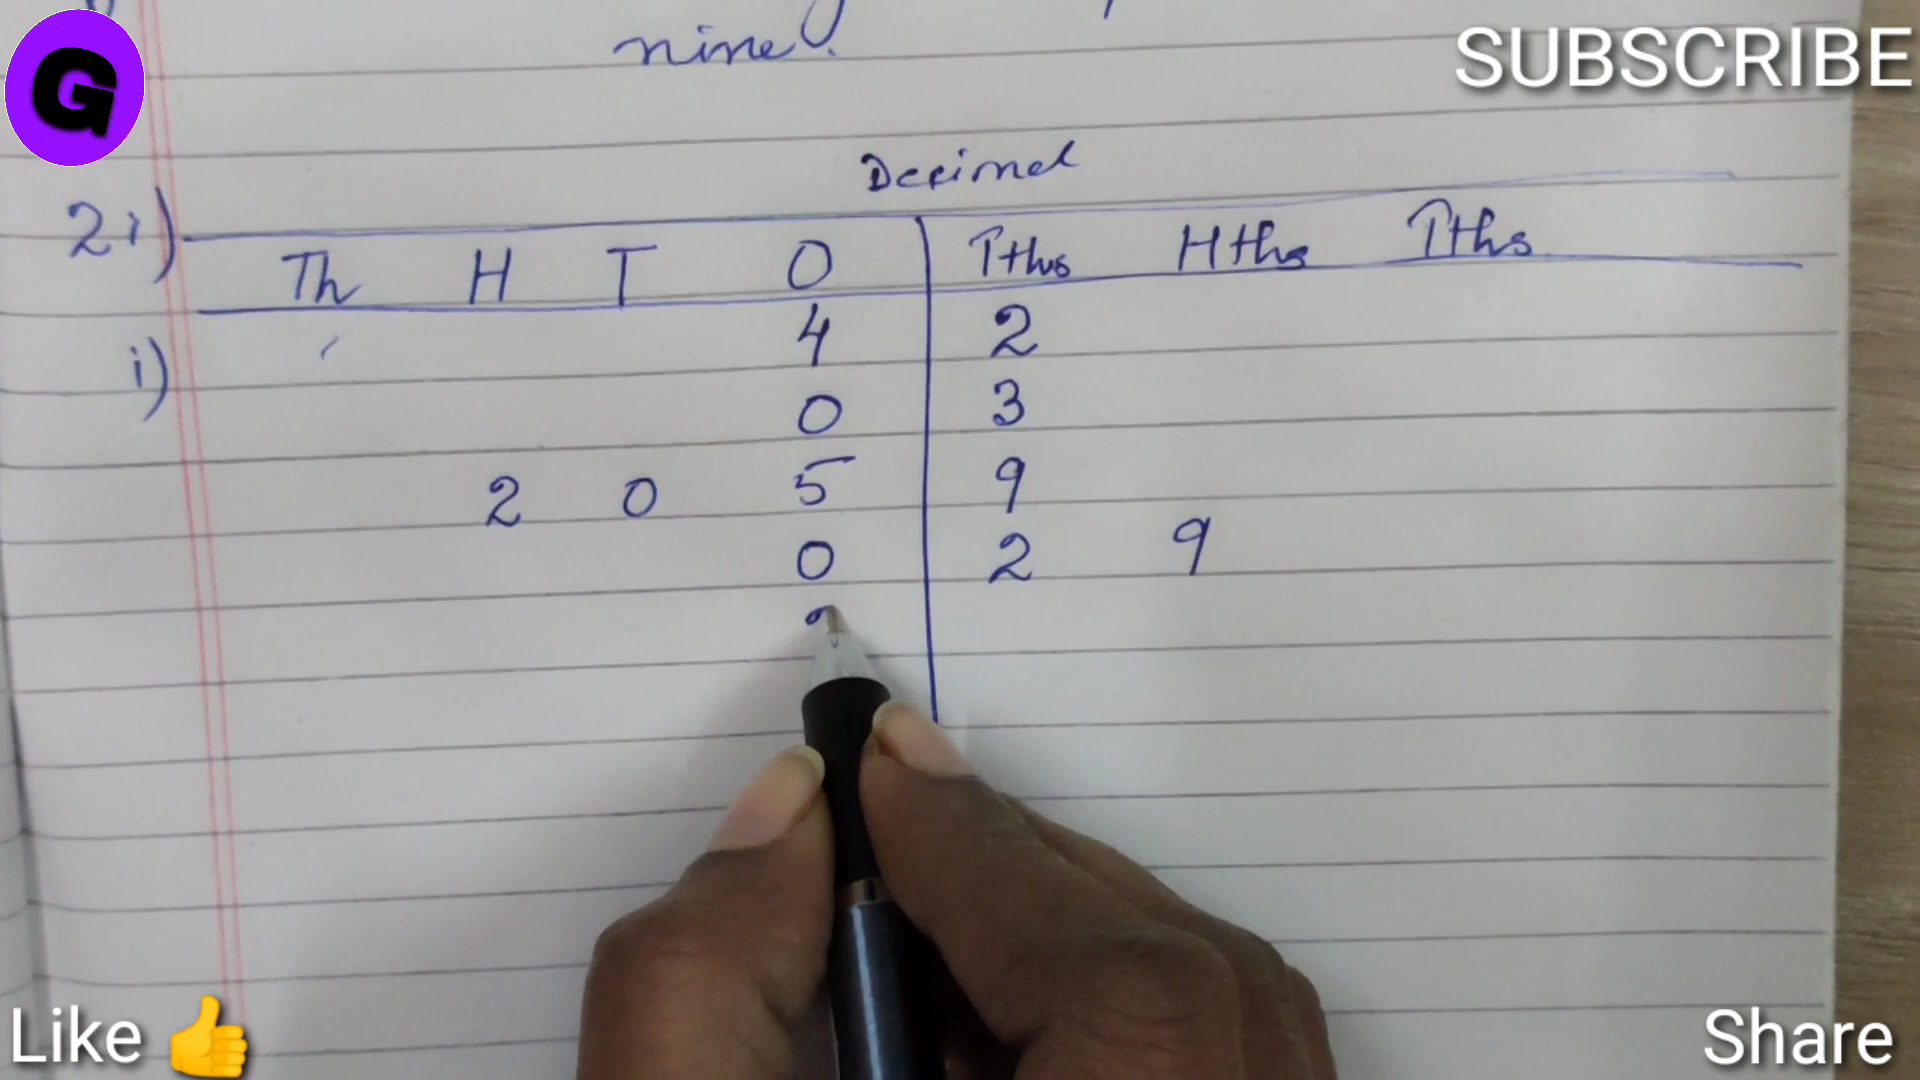 G
SUBSCRIBE
nine.
Decimal
2i)
Th H T O Tths Hths Tths
i) 4 2
0 3
2 0 5 9
0 2 9
Like 👍
Share